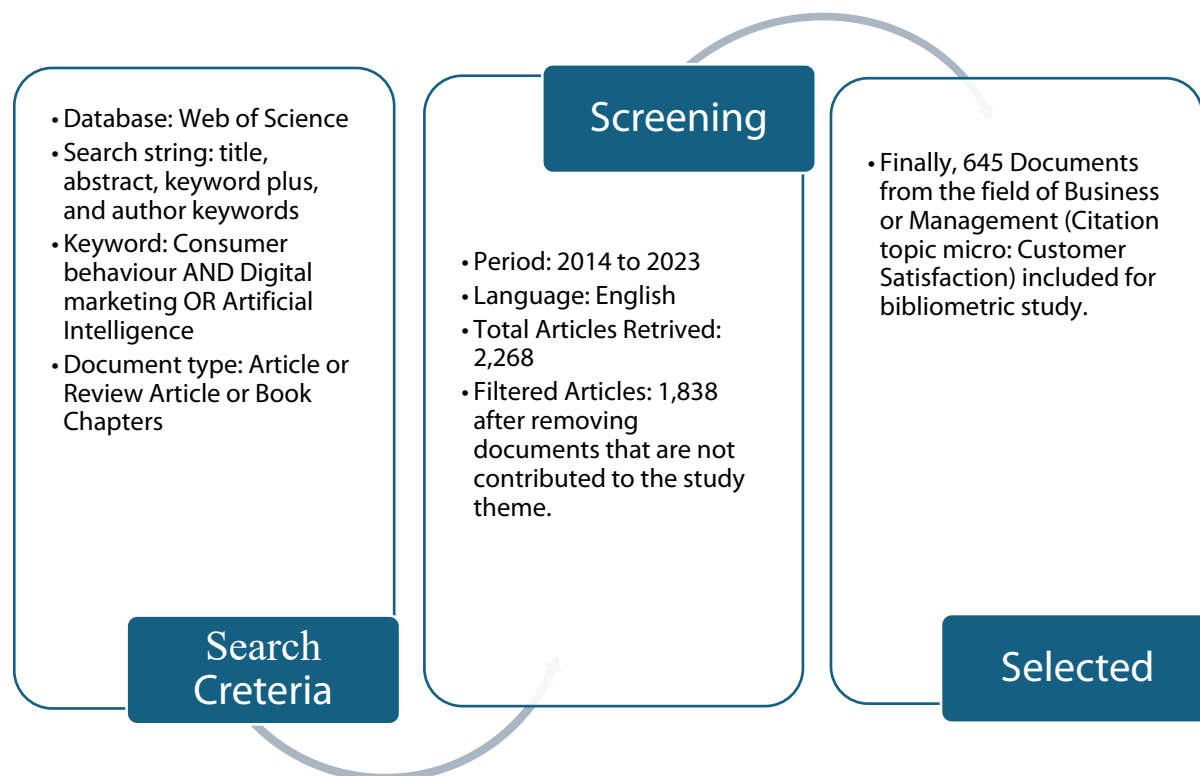 • Database: Web of Science
• Search string: title,
abstract, keyword plus,
and author keywords
• Keyword: Consumer
behaviour AND Digital
marketing OR Artificial
Intelligence
• Document type: Article or
Review Article or Book
Chapters
Search
Creteria
Screening
• Period: 2014 to 2023
• Language: English
• Total Articles Retrived:
2,268
• Filtered Articles: 1,838
after removing
documents that are not
contributed to the study
theme.
• Finally, 645 Documents
from the field of Business
or Management (Citation
topic micro: Customer
Satisfaction) included for
bibliometric study.
Selected